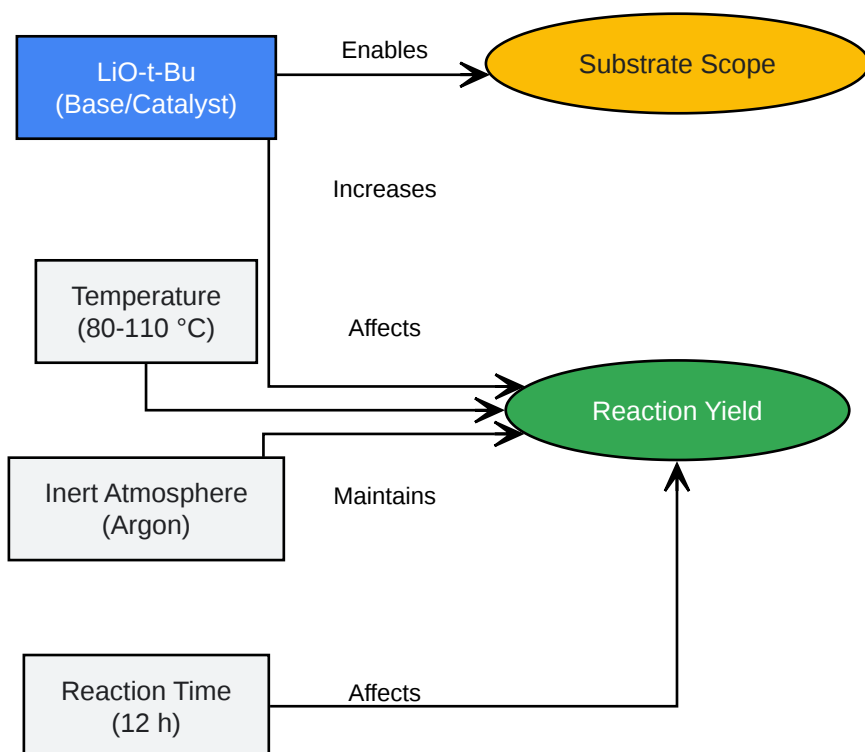 LiO-t-Bu
(Base/Catalyst)
Enables
Substrate Scope
Increases
Temperature
(80-110 °C)
Affects
Reaction Yield
Inert Atmosphere
(Argon)
Maintains
Reaction Time
(12 h)
Affects